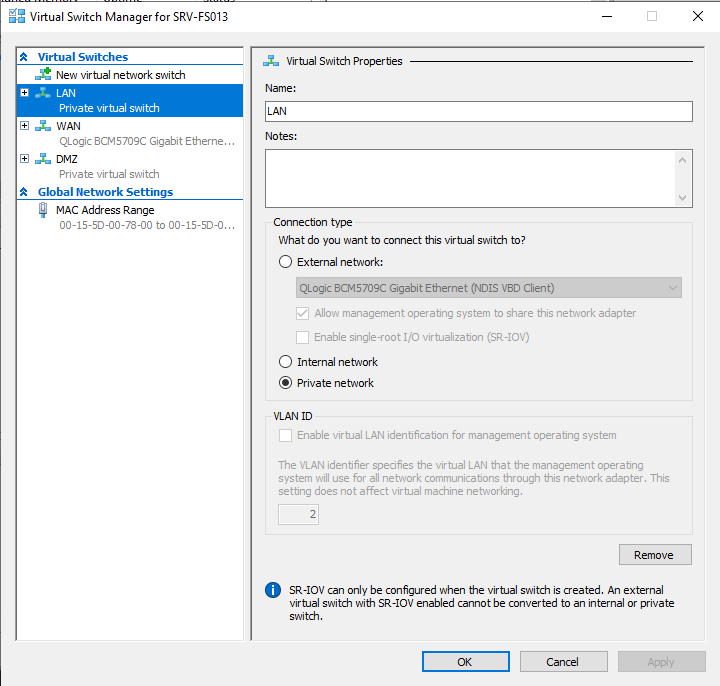 Virtual Switch Manager for SRV-FS013
Virtual Switches
New virtual network switch
LAN
Private virtual switch
WAN
QLogic BCM5709C Gigabit Etherne...
DMZ
Private virtual switch
Global Network Settings
MAC Address Range
00-15-5D-00-78-00 to 00-15-5D-0...
Virtual Switch Properties
Name:
LAN
Notes:
Connection type
What do you want to connect this virtual switch to?
External network:
QLogic BCM5709C Gigabit Ethernet (NDIS VBD Client)
Allow management operating system to share this network adapter
Enable single-root I/O virtualization (SR-IOV)
Internal network
Private network
VLAN ID
Enable virtual LAN identification for management operating system
The VLAN identifier specifies the virtual LAN that the management operating
system will use for all network communications through this network adapter. This
setting does not affect virtual machine networking.
2
Remove
SR-IOV can only be configured when the virtual switch is created. An external
virtual switch with SR-IOV enabled cannot be converted to an internal or private
switch.
OK
Cancel
Apply